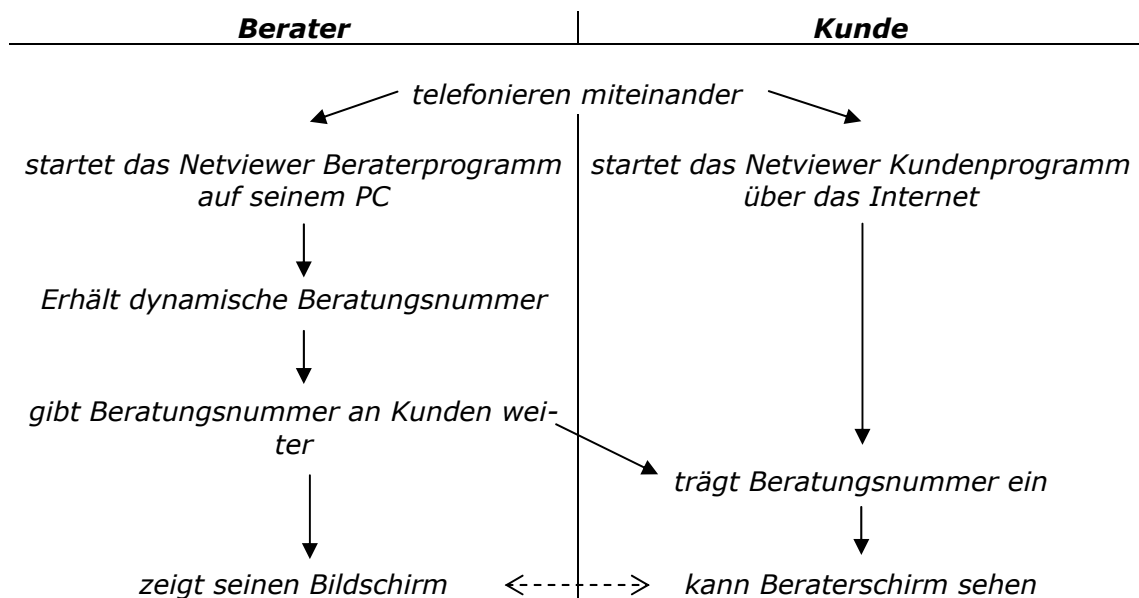 Berater
Kunde
telefonieren miteinander
startet das Netviewer Beraterprogramm
auf seinem PC
startet das Netviewer Kundenprogramm
über das Internet
Erhält dynamische Beratungsnummer
gibt Beratungsnummer an Kunden wei-
ter
trägt Beratungsnummer ein
zeigt seinen Bildschirm
kann Beraterschirm sehen